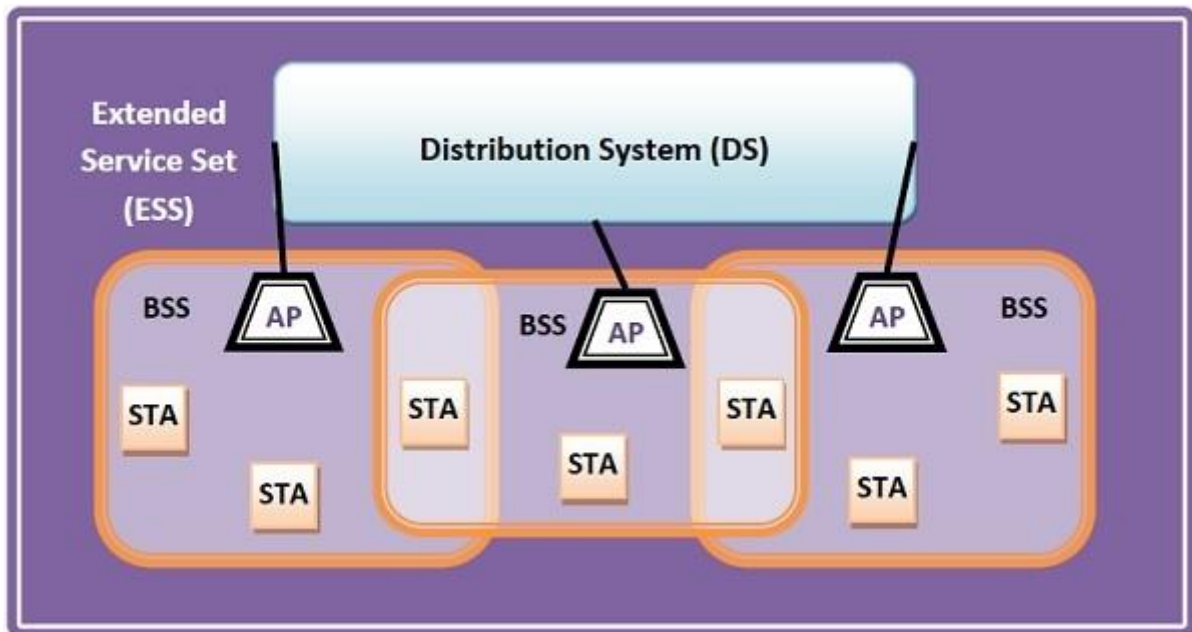 Extended
Service Set
(ESS)
Distribution System (DS)
BSS
AP
BSS
AP
AP
BSS
STA
STA
STA
STA
STA
STA
STA